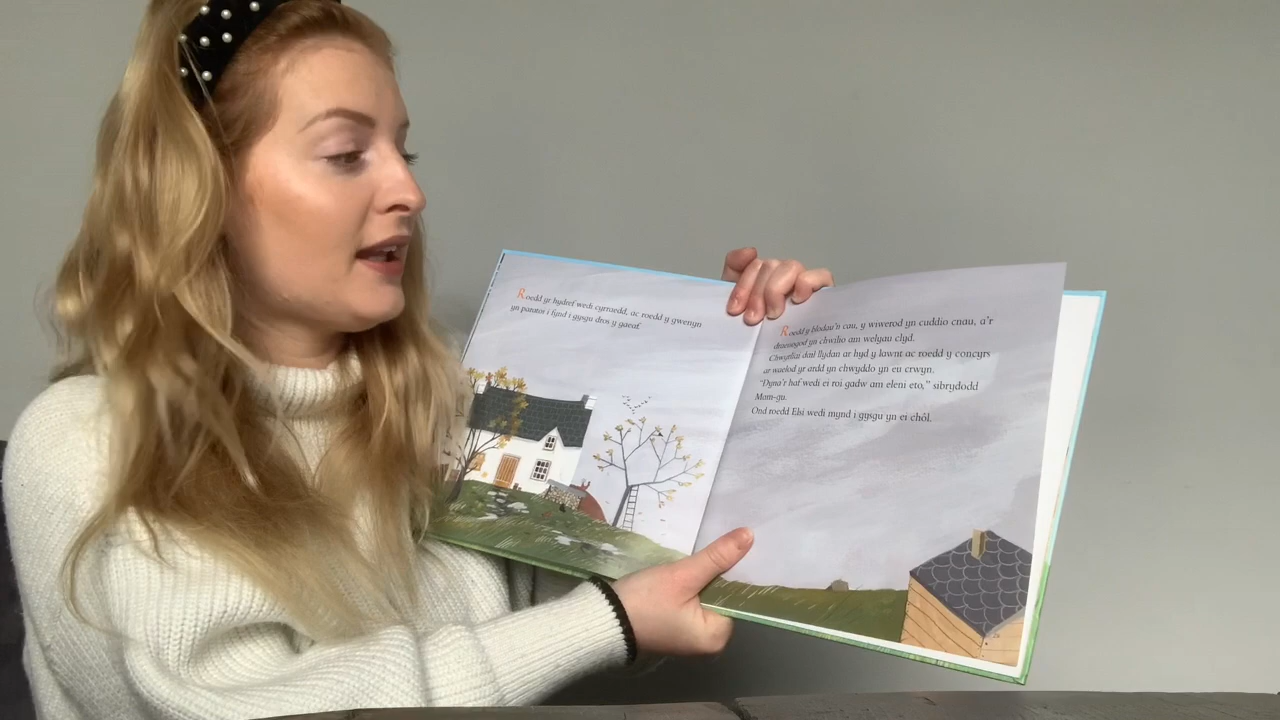 Roedd yr hydref wedi cyrraedd, ac roedd y gwenyn
yn paratoi i fynd i gysgu dros y gaeaf.
Roedd y blodau'n cau, y wiwerod yn cuddio cnau, a'r
draenogod yn chwilio am welyau clyd.
Chwyrlïai dail llydan ar hyd y lawnt ac roedd y concyrs
ar waelod yr ardd yn chwyddo yn eu crwyn.
"Dyna'r haf wedi ei roi gadw am eleni eto," sibrydodd
Mam-gu.
Ond roedd Elsi wedi mynd i gysgu yn ei chôl.